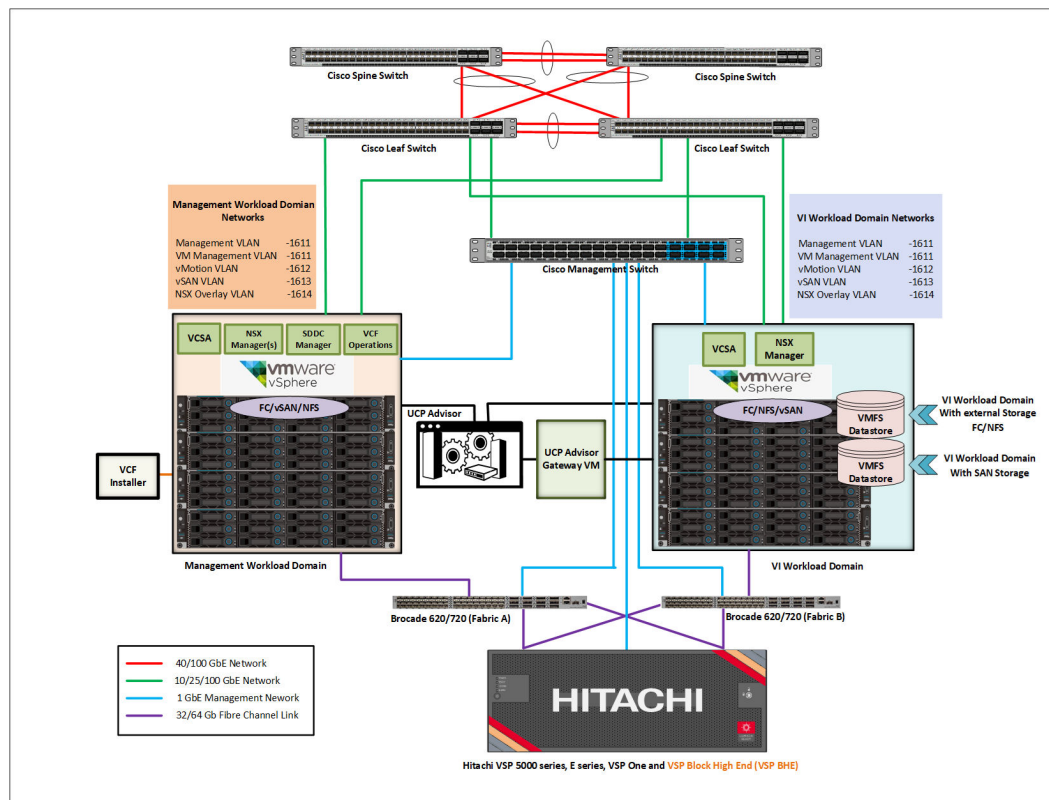 Cisco Spine Switch
Cisco Spine Switch
Cisco Leaf Switch
Cisco Leaf Switch
Management Workload Domian
Networks
Management VLAN -1611
VM Management VLAN -1611
vMotion VLAN -1612
vSAN VLAN -1613
NSX Overlay VLAN -1614
VI Workload Domain Networks
Management VLAN -1611
VM Management VLAN -1611
vMotion VLAN -1612
vSAN VLAN -1613
NSX Overlay VLAN -1614
Cisco Management Switch
VCSA
NSX
Manager(s)
SDDC
Manager
VCF
Operations
vmware
vSphere
FC/vSAN/NFS
VCSA
NSX
Manager
vmware
vSphere
FC/NFS/vSAN
VMFS
Datastore
VMFS
Datastore
VI Workload Domain
With external Storage
FC/NFS
VI Workload Domain
With SAN Storage
UCP Advisor
UCP Advisor
Gateway VM
VCF
Installer
Management Workload Domain
VI Workload Domain
Brocade 620/720 (Fabric A)
Brocade 620/720 (Fabric B)
40/100 GbE Network
10/25/100 GbE Network
1 GbE Management Nework
32/64 Gb Fibre Channel Link
HITACHI
Hitachi VSP 5000 series, E series, VSP One and VSP Block High End (VSP BHE)